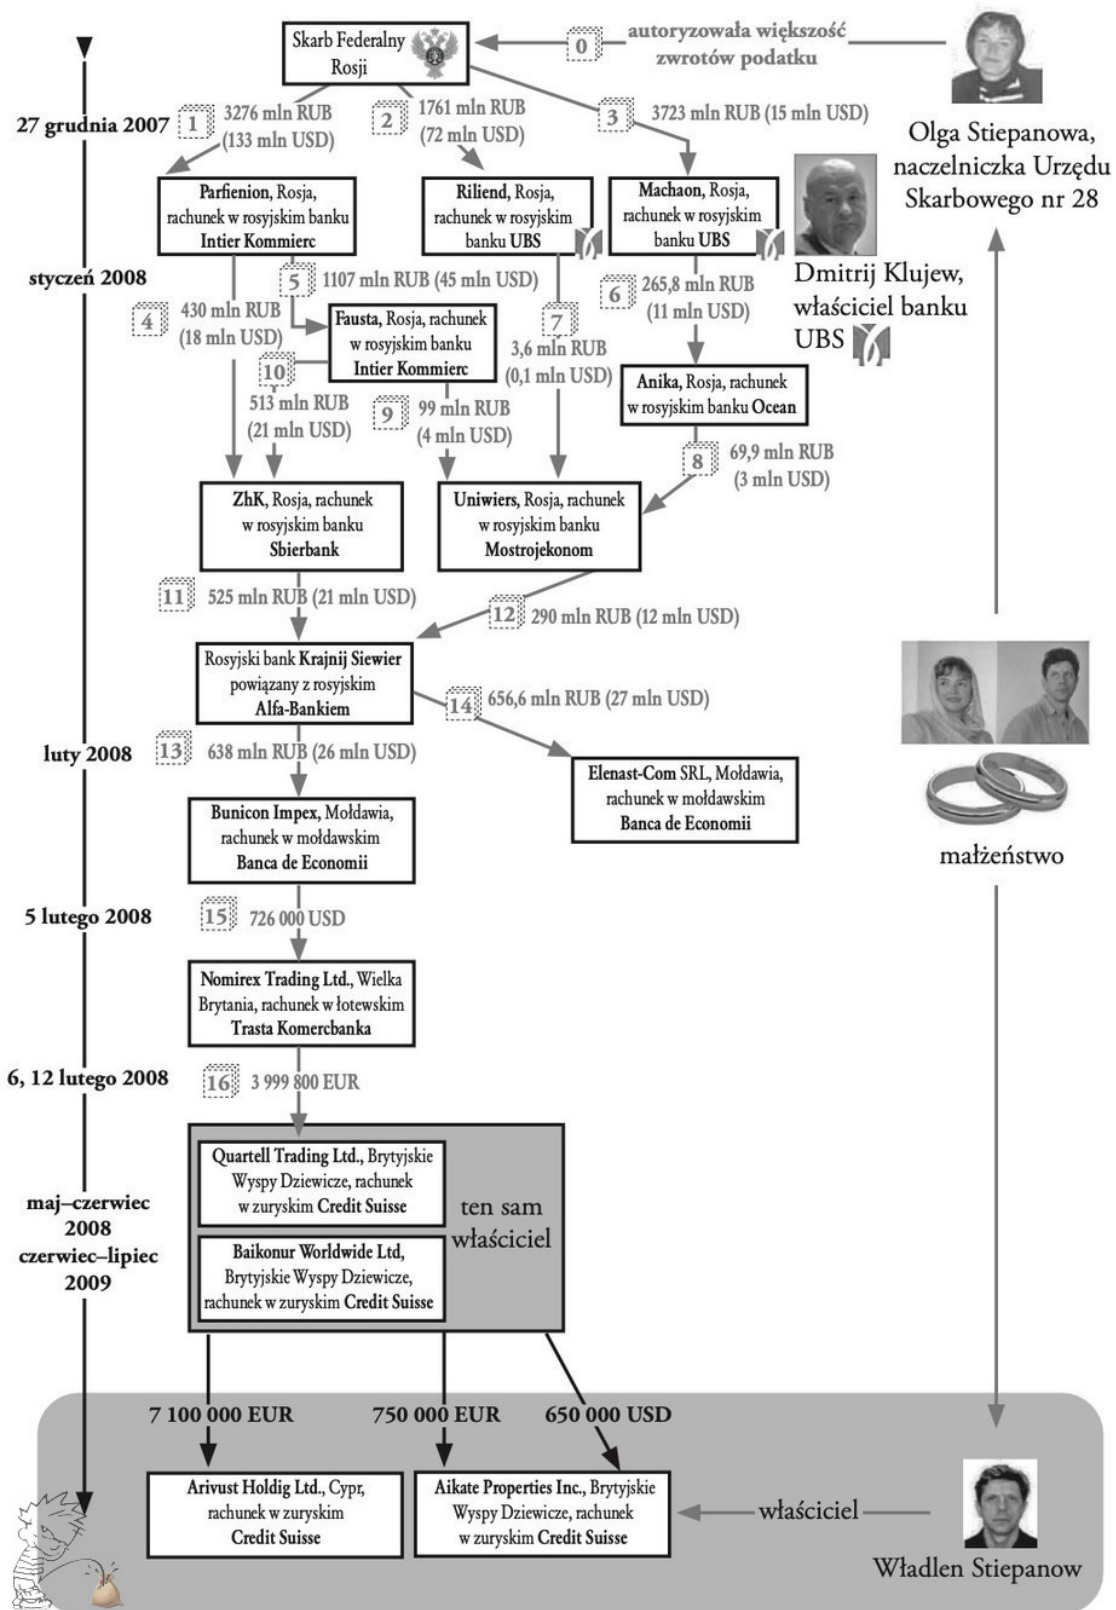 Skarb Federalny
Rosji
0
autoryzowała większość
zwrotów podatku
Olga Stiepanowa,
naczelniczka Urzędu
Skarbowego nr 28
27 grudnia 2007
1
3276 mln RUB
(133 mln USD)
2
1761 mln RUB
(72 mln USD)
3
3723 mln RUB (15 mln USD)
Parfienion, Rosja,
rachunek w rosyjskim banku
Intier Kommierc
Riliend, Rosja,
rachunek w rosyjskim
banku UBS
Machaon, Rosja,
rachunek w rosyjskim
banku UBS
Dmitrij Klujew,
właściciel banku
UBS
styczeń 2008
4
430 mln RUB
(18 mln USD)
5
1107 mln RUB (45 mln USD)
6
265,8 mln RUB
(11 mln USD)
7
3,6 mln RUB
(0,1 mln USD)
Fausta, Rosja, rachunek
w rosyjskim banku
Intier Kommierc
Anika, Rosja, rachunek
w rosyjskim banku Ocean
10
513 mln RUB
(21 mln USD)
9
99 mln RUB
(4 mln USD)
8
69,9 mln RUB
(3 mln USD)
ZhK, Rosja, rachunek
w rosyjskim banku
Sbierbank
Uniwiers, Rosja, rachunek
w rosyjskim banku
Mostrojekonom
11
525 mln RUB (21 mln USD)
12
290 mln RUB (12 mln USD)
Rosyjski bank Krajnij Siewier
powiązany z rosyjskim
Alfa-Bankiem
14
656,6 mln RUB (27 mln USD)
luty 2008
13
638 mln RUB (26 mln USD)
Elenast-Com SRL, Mołdawia,
rachunek w mołdawskim
Banca de Economii
Bunicon Impex, Mołdawia,
rachunek w mołdawskim
Banca de Economii
małżeństwo
5 lutego 2008
15
726 000 USD
Nomirex Trading Ltd., Wielka
Brytania, rachunek w łotewskim
Trasta Komercbanka
6, 12 lutego 2008
16
3 999 800 EUR
Quartell Trading Ltd., Brytyjskie
Wyspy Dziewicze, rachunek
w zuryskim Credit Suisse
ten sam
właściciel
maj–czerwiec
2008
czerwiec–lipiec
2009
Baikonur Worldwide Ltd,
Brytyjskie Wyspy Dziewicze,
rachunek w zuryskim Credit Suisse
7 100 000 EUR
750 000 EUR
650 000 USD
Arivust Holdig Ltd., Cypr,
rachunek w zuryskim
Credit Suisse
Aikate Properties Inc., Brytyjskie
Wyspy Dziewicze, rachunek
w zuryskim Credit Suisse
właściciel
Władlen Stiepanow